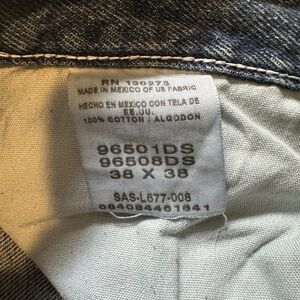 RN 130273
MADE IN MEXICO OF US FABRIC
HECHO EN MEXICO CON TELA DE
EE.UU.
100% COTTON / ALGODON
96501DS
96508DS
38 X 38
SAS-L677-008
084094461841